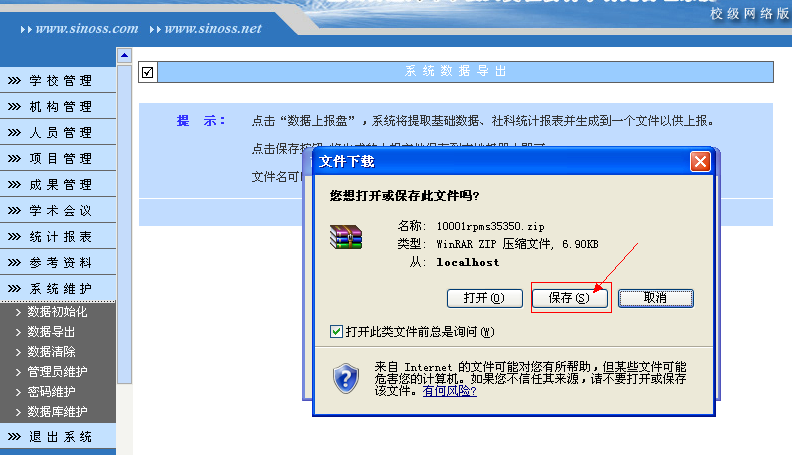 校级网络版
www.sinoss.com www.sinoss.net
学校管理
机构管理
人员管理
项目管理
成果管理
学术会议
统计报表
参考资料
系统维护
数据初始化
数据导出
数据清除
管理员维护
密码维护
数据库维护
退出系统
系统数据导出
提 示： 点击“数据上报盘”，系统将提取基础数据、社科统计报表并生成到一个文件以供上报。
点击保存按钮
文件名可
文件下载
您想打开或保存此文件吗?
名称: 10001rpms35350.zip
类型: WinRAR ZIP 压缩文件, 6.90KB
从: localhost
打开(O) 保存(S) 取消
打开此类文件前总是询问(W)
来自 Internet 的文件可能对您有所帮助，但某些文件可能
危害您的计算机。如果您不信任其来源，请不要打开或保存
该文件。有何风险?